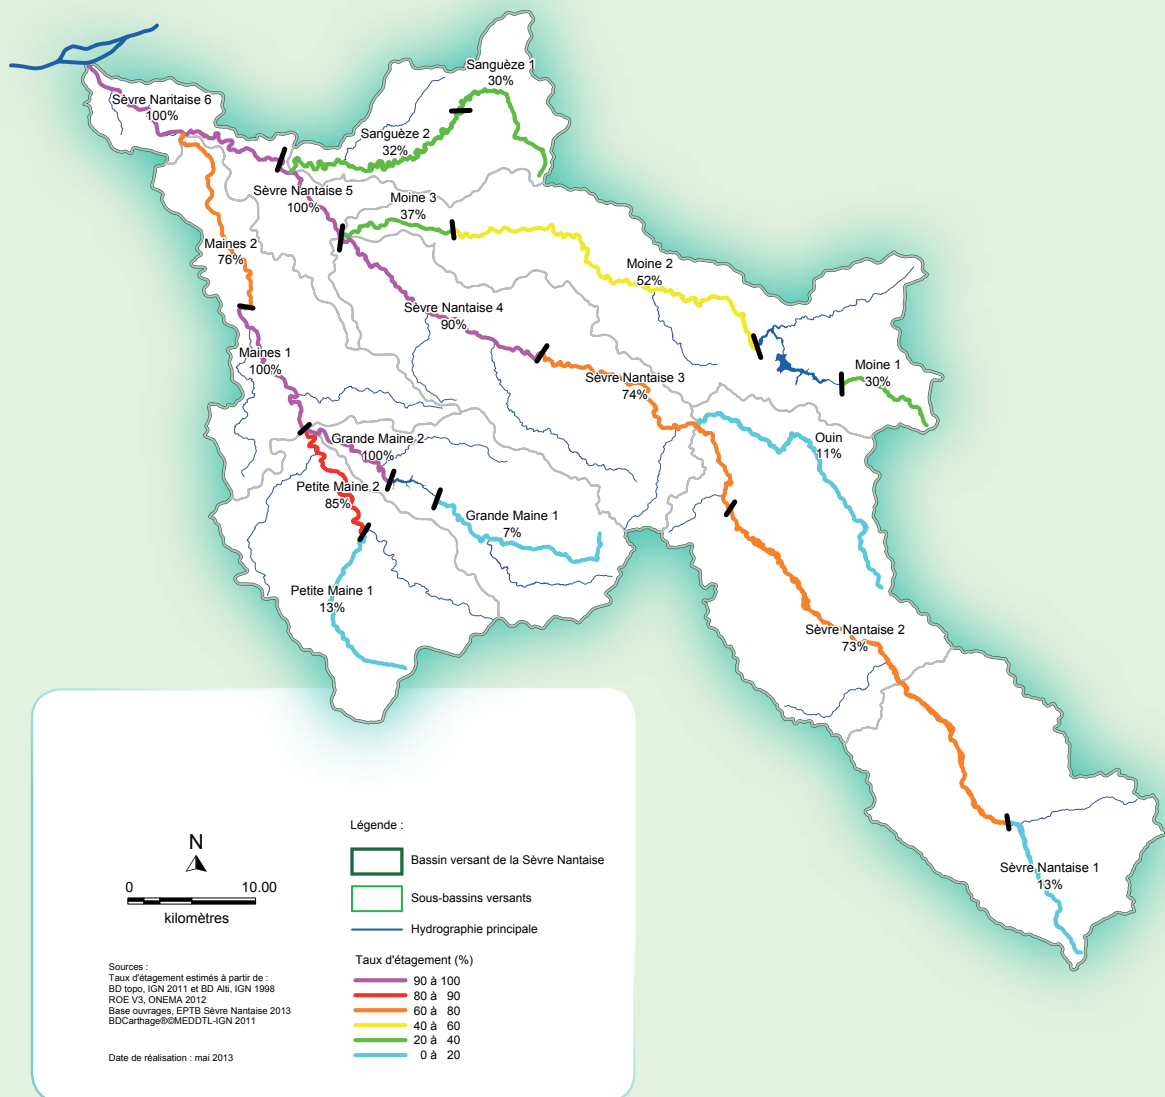 Sanguèze 1
30%
Sèvre Nantaise 6
100%
Sanguèze 2
32%
Sèvre Nantaise 5
100%
Moine 3
37%
Maines 2
76%
Moine 2
52%
Sèvre Nantaise 4
90%
Maines 1
100%
Moine 1
30%
Sèvre Nantaise 3
74%
Grande Maine 2
100%
Ouin
11%
Petite Maine 2
85%
Grande Maine 1
7%
Petite Maine 1
13%
Sèvre Nantaise 2
73%
Sèvre Nantaise 1
13%
N
0 10.00
kilomètres
Sources :
Taux d'étagement estimés à partir de :
BD topo, IGN 2011 et BD Alti, IGN 1998
ROE V3, ONEMA 2012
Base ouvrages, EPTB Sèvre Nantaise 2013
BDCarthage®©MEDDTL-IGN 2011
Date de réalisation : mai 2013
Légende :
Bassin versant de la Sèvre Nantaise
Sous-bassins versants
Hydrographie principale
Taux d'étagement (%)
90 à 100
80 à 90
60 à 80
40 à 60
20 à 40
0 à 20